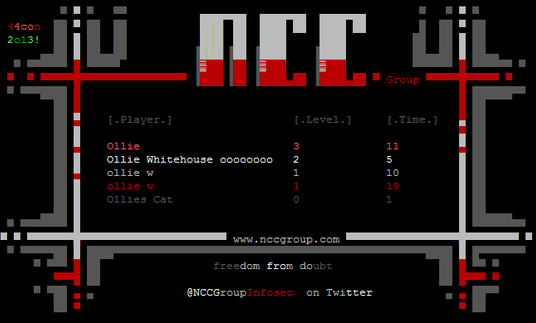 44con
2o13!
NCC
Group
[.Player.] [.Level.] [.Time.]
Ollie 3 11
Ollie Whitehouse oooooooo 2 5
ollie w 1 10
ollie w 1 19
Ollies Cat 0 1
www.nccgroup.com
freedom from doubt
@NCCGroupInfosec on Twitter